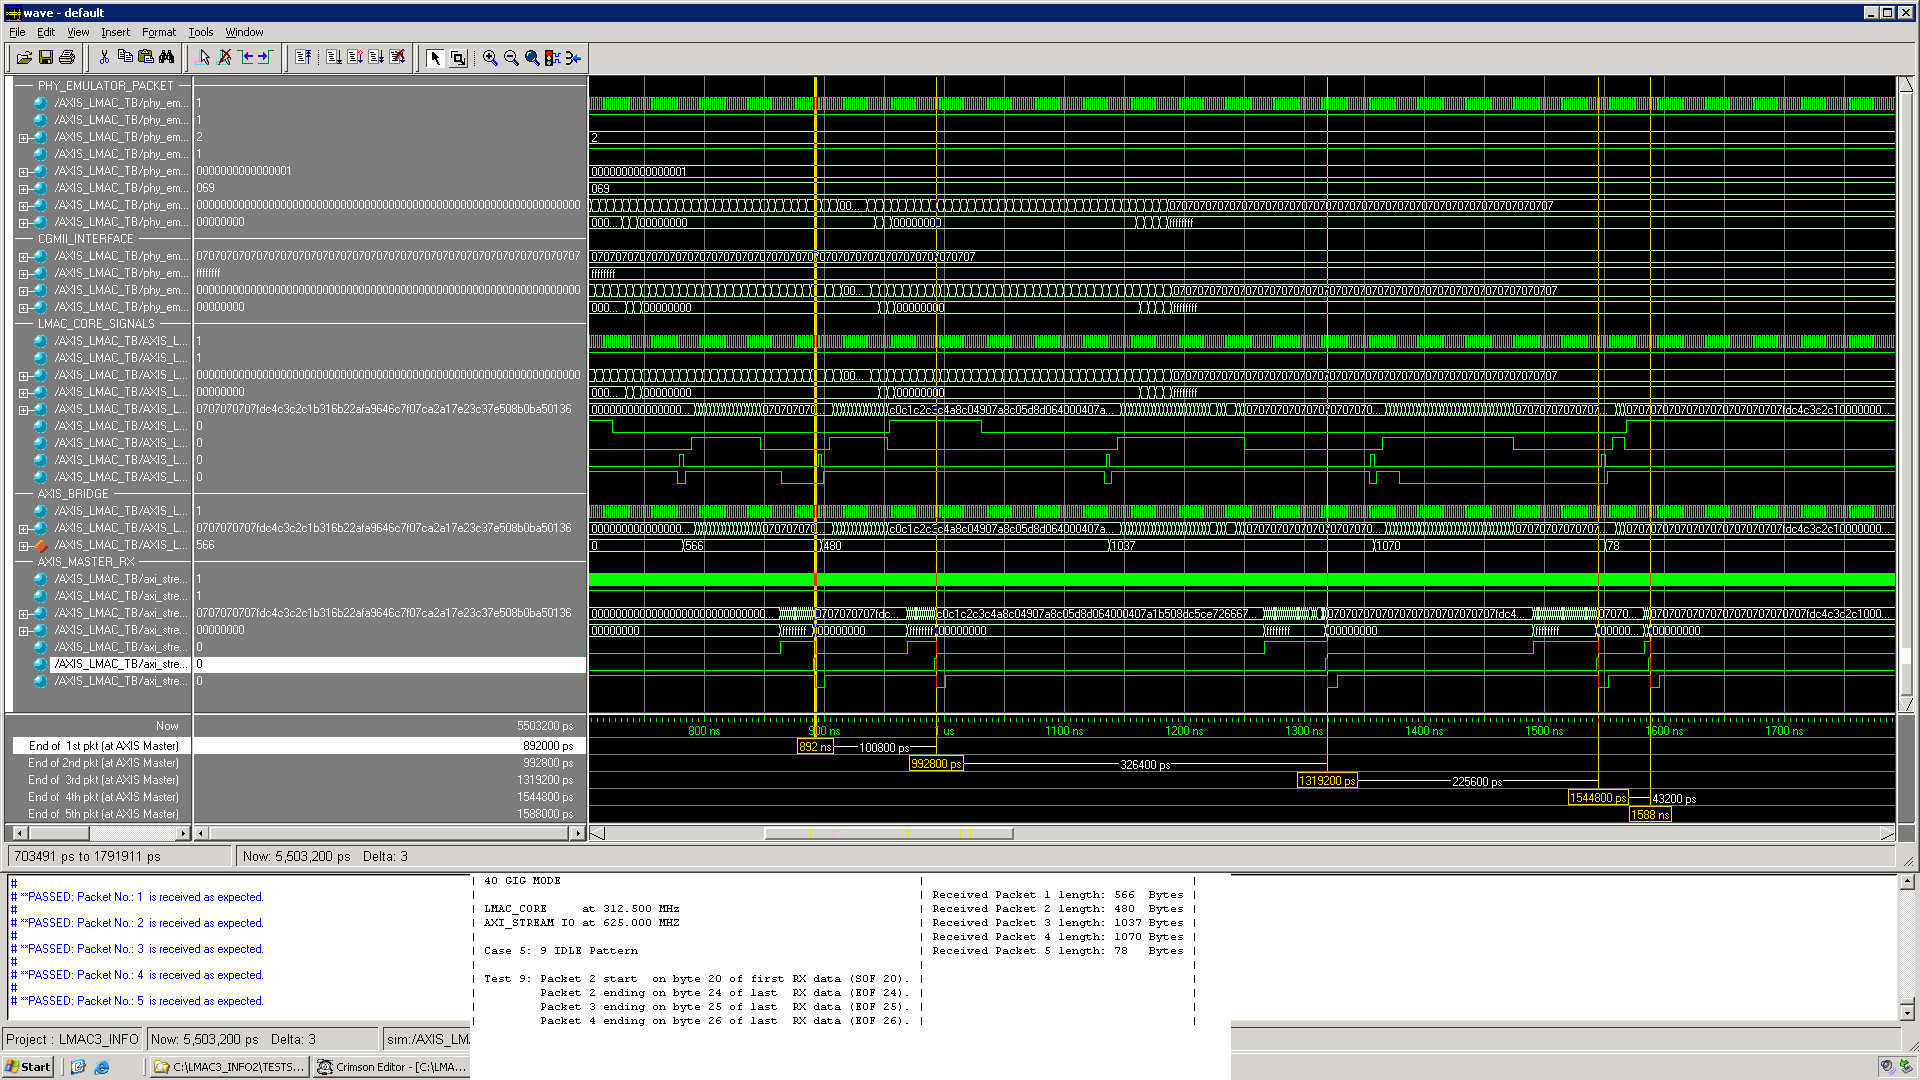 wave - default
File Edit View Insert Format Tools Window
PHY_EMULATOR_PACKET
/AXIS_LMAC_TB/phy_em... 1
/AXIS_LMAC_TB/phy_em... 1
/AXIS_LMAC_TB/phy_em... 2 2
/AXIS_LMAC_TB/phy_em... 1
/AXIS_LMAC_TB/phy_em... 0000000000000001 0000000000000001
/AXIS_LMAC_TB/phy_em... 069 069
/AXIS_LMAC_TB/phy_em... 0000000000000000000000000000000000000000000000000000000000000000 00...
/AXIS_LMAC_TB/phy_em... 00000000 000... 00000000 00000000 ffffffff
CGMII_INTERFACE
/AXIS_LMAC_TB/phy_em... 0707070707070707070707070707070707070707070707070707070707070707 0707070707070707070707070707070707070707070707070707070707070707
/AXIS_LMAC_TB/phy_em... ffffffff ffffffff
/AXIS_LMAC_TB/phy_em... 0000000000000000000000000000000000000000000000000000000000000000 00... 0707070707070707070707070707070707070707070707070707070707070707
/AXIS_LMAC_TB/phy_em... 00000000 000... 00000000 00000000 ffffffff
LMAC_CORE_SIGNALS
/AXIS_LMAC_TB/AXIS_L... 1
/AXIS_LMAC_TB/AXIS_L... 1
/AXIS_LMAC_TB/AXIS_L... 0000000000000000000000000000000000000000000000000000000000000000 00... 0707070707070707070707070707070707070707070707070707070707070707
/AXIS_LMAC_TB/AXIS_L... 00000000 000... 00000000 00000000 ffffffff
/AXIS_LMAC_TB/AXIS_L... 0707070707fdc4c3c2c1b316b22afa9646c7f07ca2a17e23c37e508b0ba50136 000000000000000... 070707070... c0c1c2c3c4a8c04907a8c05d8d064000407a...
/AXIS_LMAC_TB/AXIS_L... 0
/AXIS_LMAC_TB/AXIS_L... 0
/AXIS_LMAC_TB/AXIS_L... 0
/AXIS_LMAC_TB/AXIS_L... 0
AXIS_BRIDGE
/AXIS_LMAC_TB/AXIS_L... 1
/AXIS_LMAC_TB/AXIS_L... 0707070707fdc4c3c2c1b316b22afa9646c7f07ca2a17e23c37e508b0ba50136 000000000000000... 070707070... c0c1c2c3c4a8c04907a8c05d8d064000407a...
/AXIS_LMAC_TB/AXIS_L... 566 0 566 480 1037 1070 78
AXIS_MASTER_RX
/AXIS_LMAC_TB/axi_stre... 1
/AXIS_LMAC_TB/axi_stre... 1
/AXIS_LMAC_TB/axi_stre... 0707070707fdc4c3c2c1b316b22afa9646c7f07ca2a17e23c37e508b0ba50136 0707070707fdc... c0c1c2c3c4a8c04907a8c05d8d064000407a1b508dc5ce726667... 07070...
/AXIS_LMAC_TB/axi_stre... 00000000 00000000 ffffffff 00000000 ffffffff 00000000 ffffffff 00000000 ffffffff 00000... 00000000
/AXIS_LMAC_TB/axi_stre... 0
/AXIS_LMAC_TB/axi_stre... 0
/AXIS_LMAC_TB/axi_stre... 0
Now 5503200 ps 800 ns 900 ns 1 us 1100 ns 1200 ns 1300 ns 1400 ns 1500 ns 1600 ns 1700 ns
End of 1st pkt (at AXIS Master) 892000 ps 892 ns 100800 ps
End of 2nd pkt (at AXIS Master) 992800 ps 992800 ps 326400 ps
End of 3rd pkt (at AXIS Master) 1319200 ps 1319200 ps 225600 ps
End of 4th pkt (at AXIS Master) 1544800 ps 1544800 ps 43200 ps
End of 5th pkt (at AXIS Master) 1588000 ps 1588 ns
703491 ps to 1791911 ps Now: 5,503,200 ps Delta: 3
#
# **PASSED: Packet No.: 1 is received as expected.
#
# **PASSED: Packet No.: 2 is received as expected.
#
# **PASSED: Packet No.: 3 is received as expected.
#
# **PASSED: Packet No.: 4 is received as expected.
#
# **PASSED: Packet No.: 5 is received as expected.
| 40 GIG MODE | |
| Received Packet 1 length: 566 Bytes |
| LMAC_CORE at 312.500 MHz | Received Packet 2 length: 480 Bytes |
| AXI_STREAM IO at 625.000 MHZ | Received Packet 3 length: 1037 Bytes |
| Received Packet 4 length: 1070 Bytes |
| Case 5: 9 IDLE Pattern | Received Packet 5 length: 78 Bytes |
| Test 9: Packet 2 start on byte 20 of first RX data (SOF 20). |
| Packet 2 ending on byte 24 of last RX data (EOF 24). |
| Packet 3 ending on byte 25 of last RX data (EOF 25). |
| Packet 4 ending on byte 26 of last RX data (EOF 26). |
Project : LMAC3_INFO Now: 5,503,200 ps Delta: 3 sim:/AXIS_LMA
Start C:\LMAC3_INFO2\TESTS... Crimson Editor - [C:\LMA...